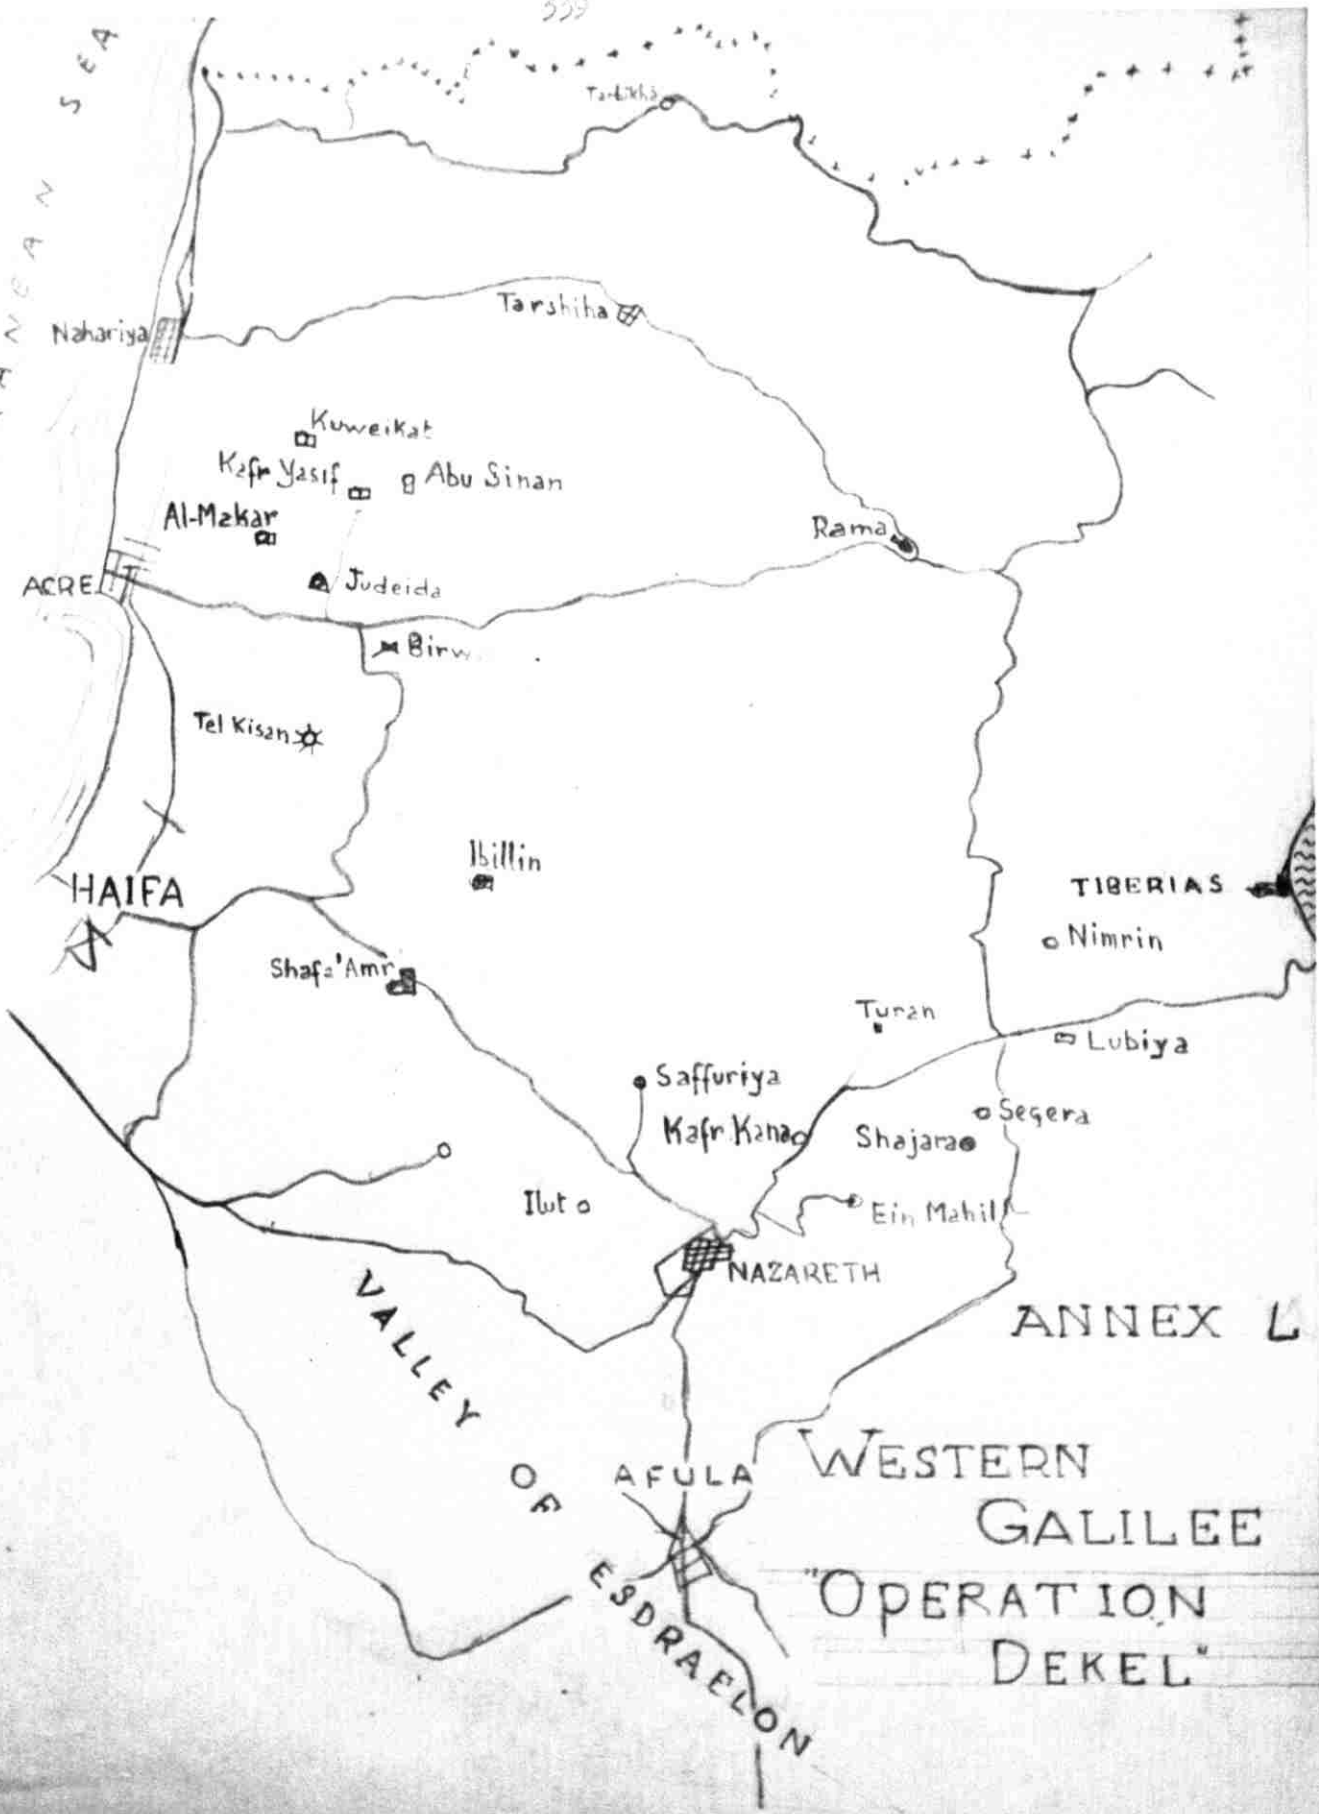 SEA
NEAN
Tarbikha
Tarshiha
Nahariya
Kuweikat
Kafr Yasif
Abu Sinan
Al-Makar
Rama
ACRE
Judeida
Tel Kisan
Ibillin
HAIFA
TIBERIAS
Nimrin
Shafa'Amr
Turan
Lubiya
Saffuriya
Segera
Kafr Kana
Shajara
Ilut
Ein Mahil
NAZARETH
ANNEX L
VALLEY
OF
ESDRAELON
AFULA
WESTERN
GALILEE
"OPERATION
DEKEL"